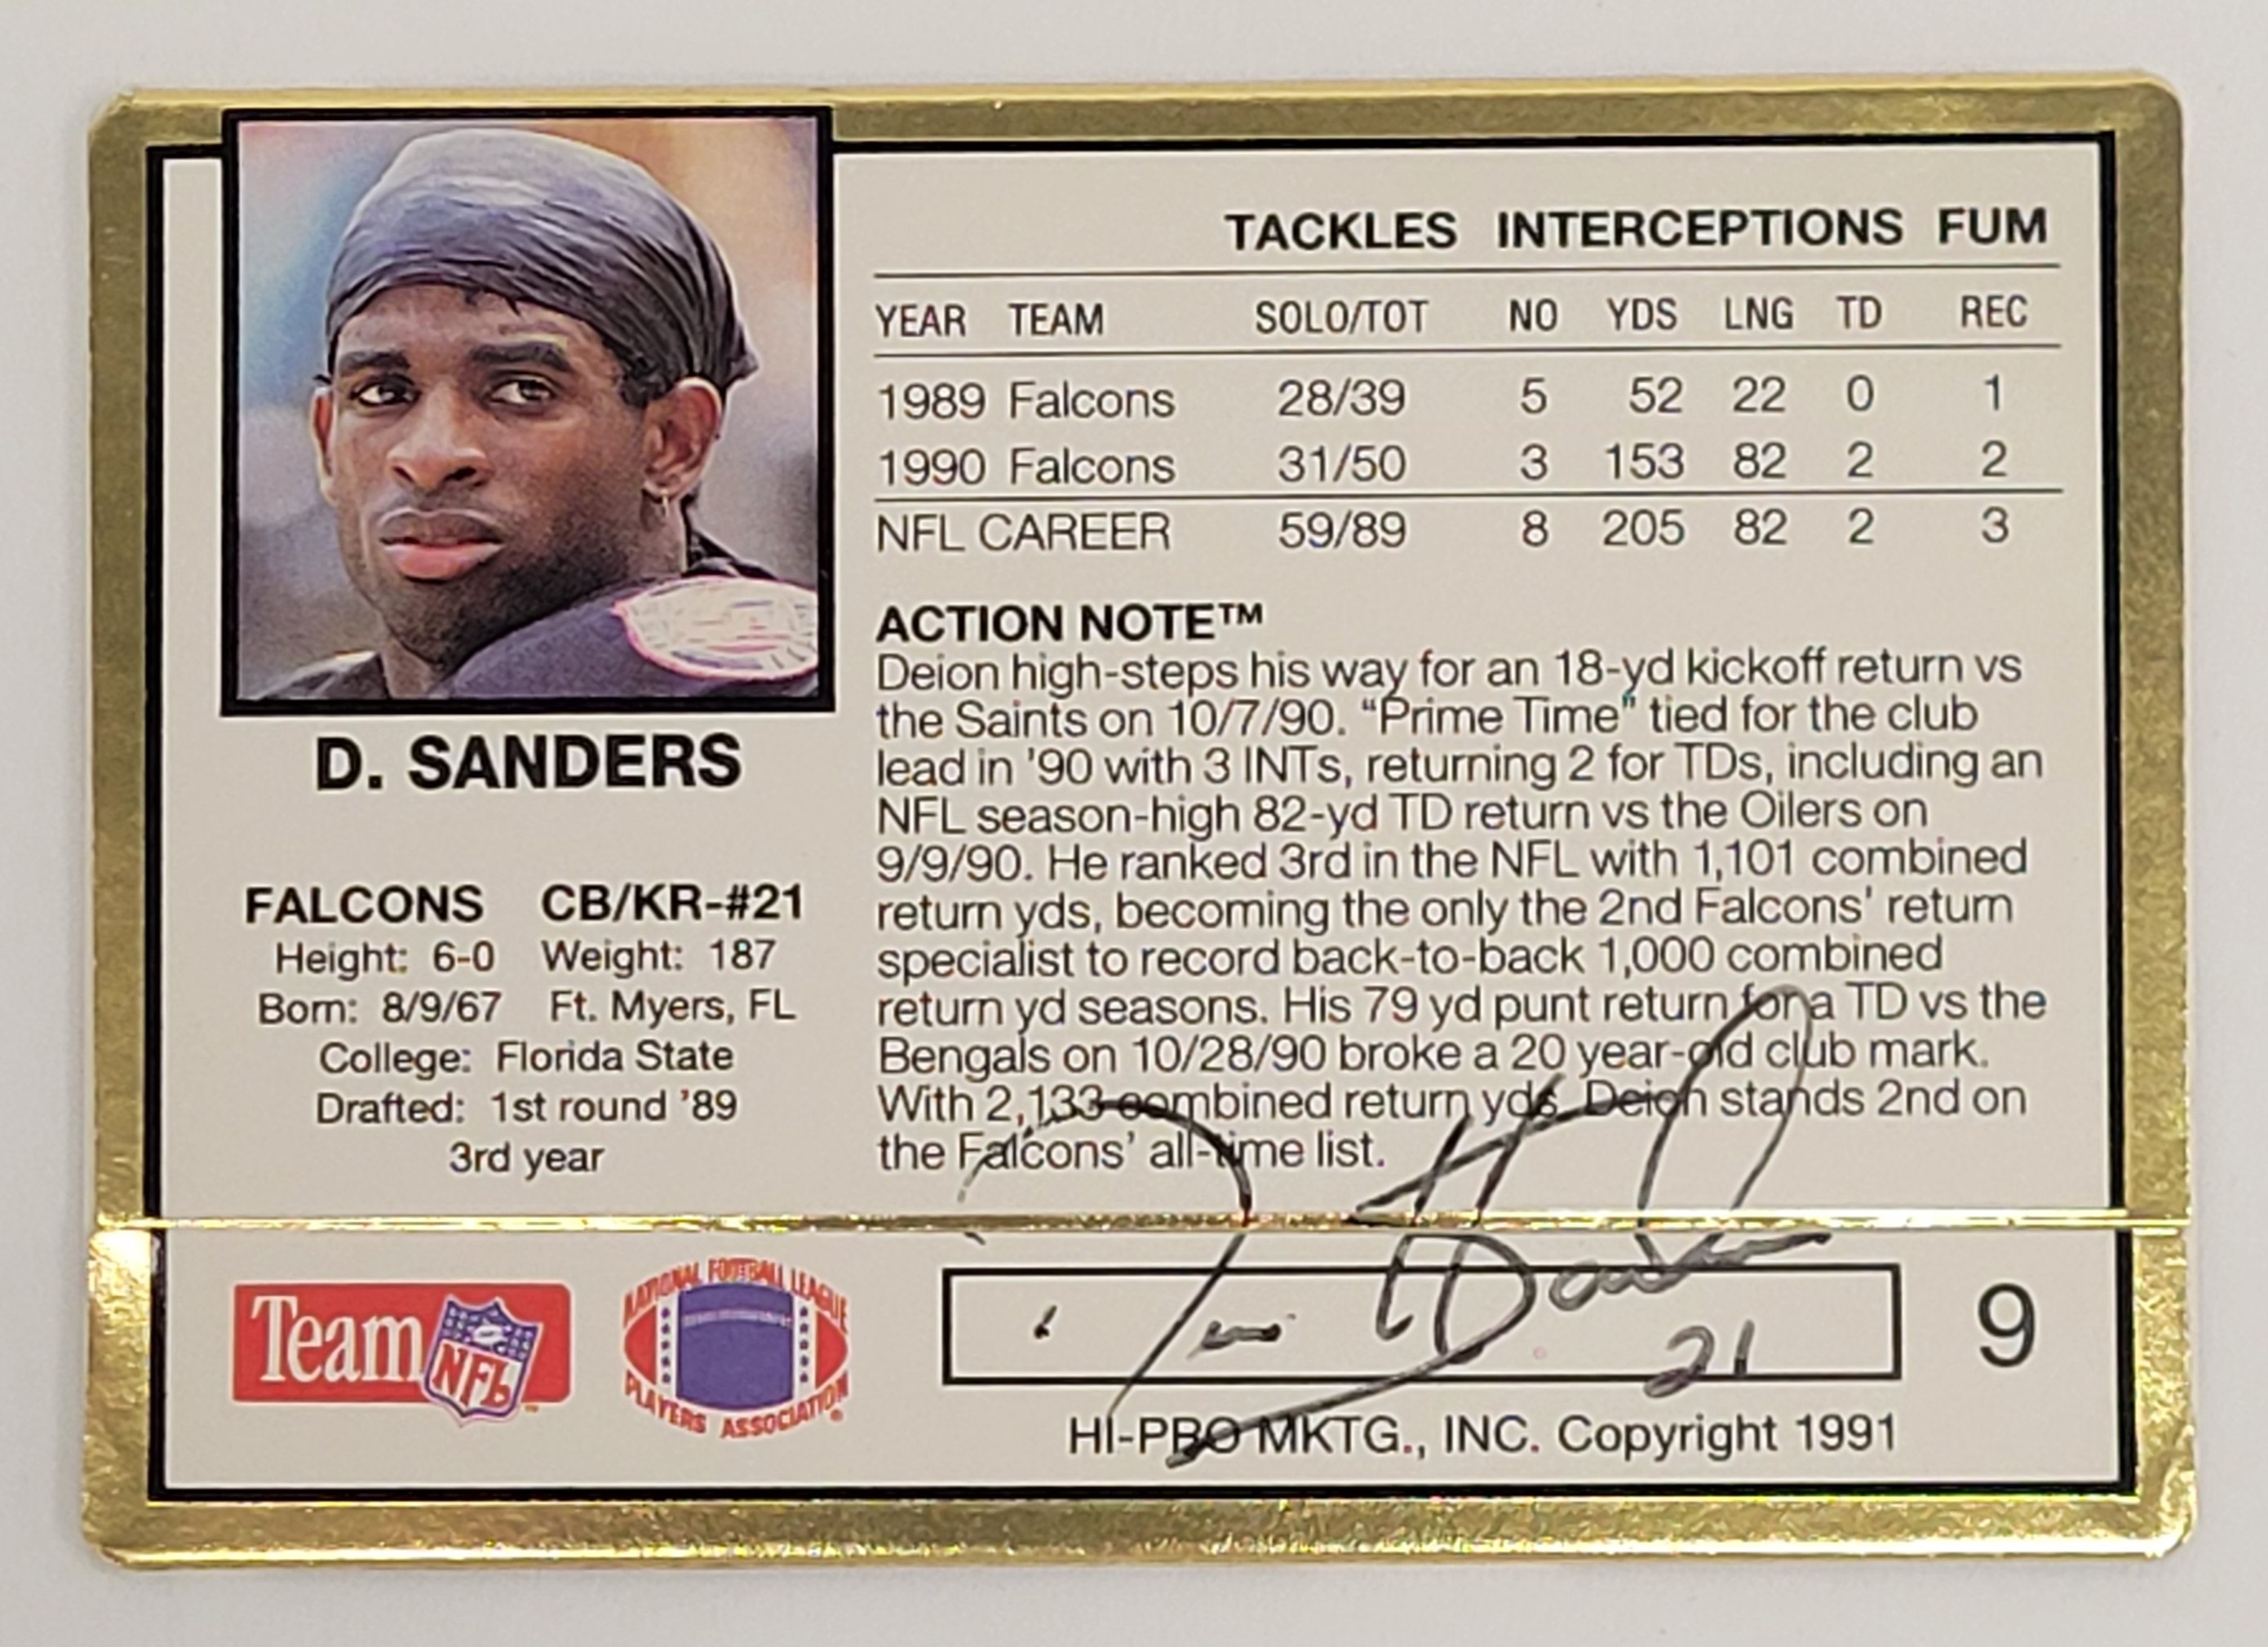 TACKLES INTERCEPTIONS FUM
YEAR TEAM SOLO/TOT NO YDS LNG TD REC
1989 Falcons 28/39 5 52 22 0 1
1990 Falcons 31/50 3 153 82 2 2
NFL CAREER 59/89 8 205 82 2 3
ACTION NOTE™
Deion high-steps his way for an 18-yd kickoff return vs
the Saints on 10/7/90. “Prime Time” tied for the club
lead in ’90 with 3 INTs, returning 2 for TDs, including an
NFL season-high 82-yd TD return vs the Oilers on
9/9/90. He ranked 3rd in the NFL with 1,101 combined
return yds, becoming the only the 2nd Falcons’ return
specialist to record back-to-back 1,000 combined
return yd seasons. His 79 yd punt return for a TD vs the
Bengals on 10/28/90 broke a 20 year-old club mark.
With 2,133 combined return yds, Deion stands 2nd on
the Falcons’ all-time list.
D. SANDERS
FALCONS CB/KR-#21
Height: 6-0 Weight: 187
Born: 8/9/67 Ft. Myers, FL
College: Florida State
Drafted: 1st round ’89
3rd year
Team NFL™
NATIONAL FOOTBALL LEAGUE
PLAYERS ASSOCIATION®
21
9
HI-PRO MKTG., INC. Copyright 1991